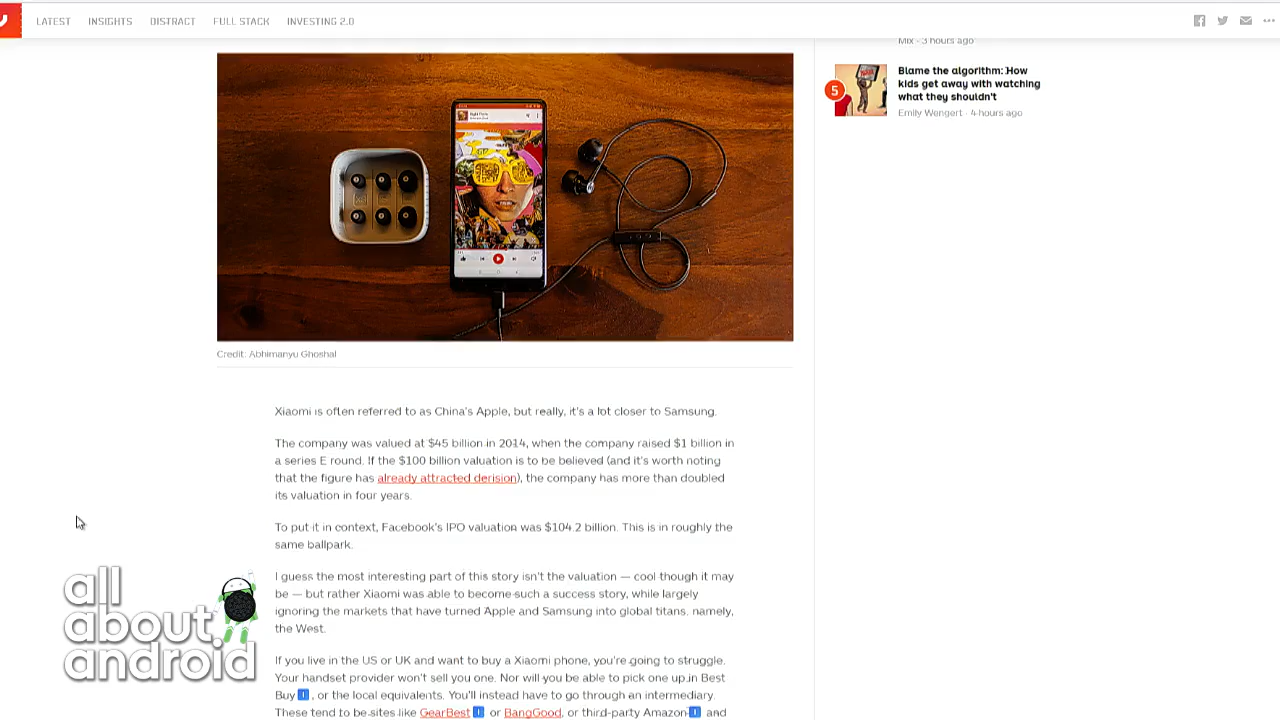 LATEST INSIGHTS DISTRACT FULL STACK INVESTING 2.0
Mix - 3 hours ago
5
Blame the algorithm: How
kids get away with watching
what they shouldn't
Emily Wengert - 4 hours ago
Credit: Abhimanyu Ghoshal
Xiaomi is often referred to as China's Apple, but really, it's a lot closer to Samsung.
The company was valued at $45 billion in 2014, when the company raised $1 billion in
a series E round. If the $100 billion valuation is to be believed (and it's worth noting
that the figure has already attracted derision), the company has more than doubled
its valuation in four years.
To put it in context, Facebook's IPO valuation was $104.2 billion. This is in roughly the
same ballpark.
I guess the most interesting part of this story isn't the valuation — cool though it may
be — but rather Xiaomi was able to become such a success story, while largely
ignoring the markets that have turned Apple and Samsung into global titans. namely,
the West.
If you live in the US or UK and want to buy a Xiaomi phone, you're going to struggle.
Your handset provider won't sell you one. Nor will you be able to pick one up in Best
Buy , or the local equivalents. You'll instead have to go through an intermediary.
These tend to be sites like GearBest or BangGood, or third-party Amazon and
all
about
android